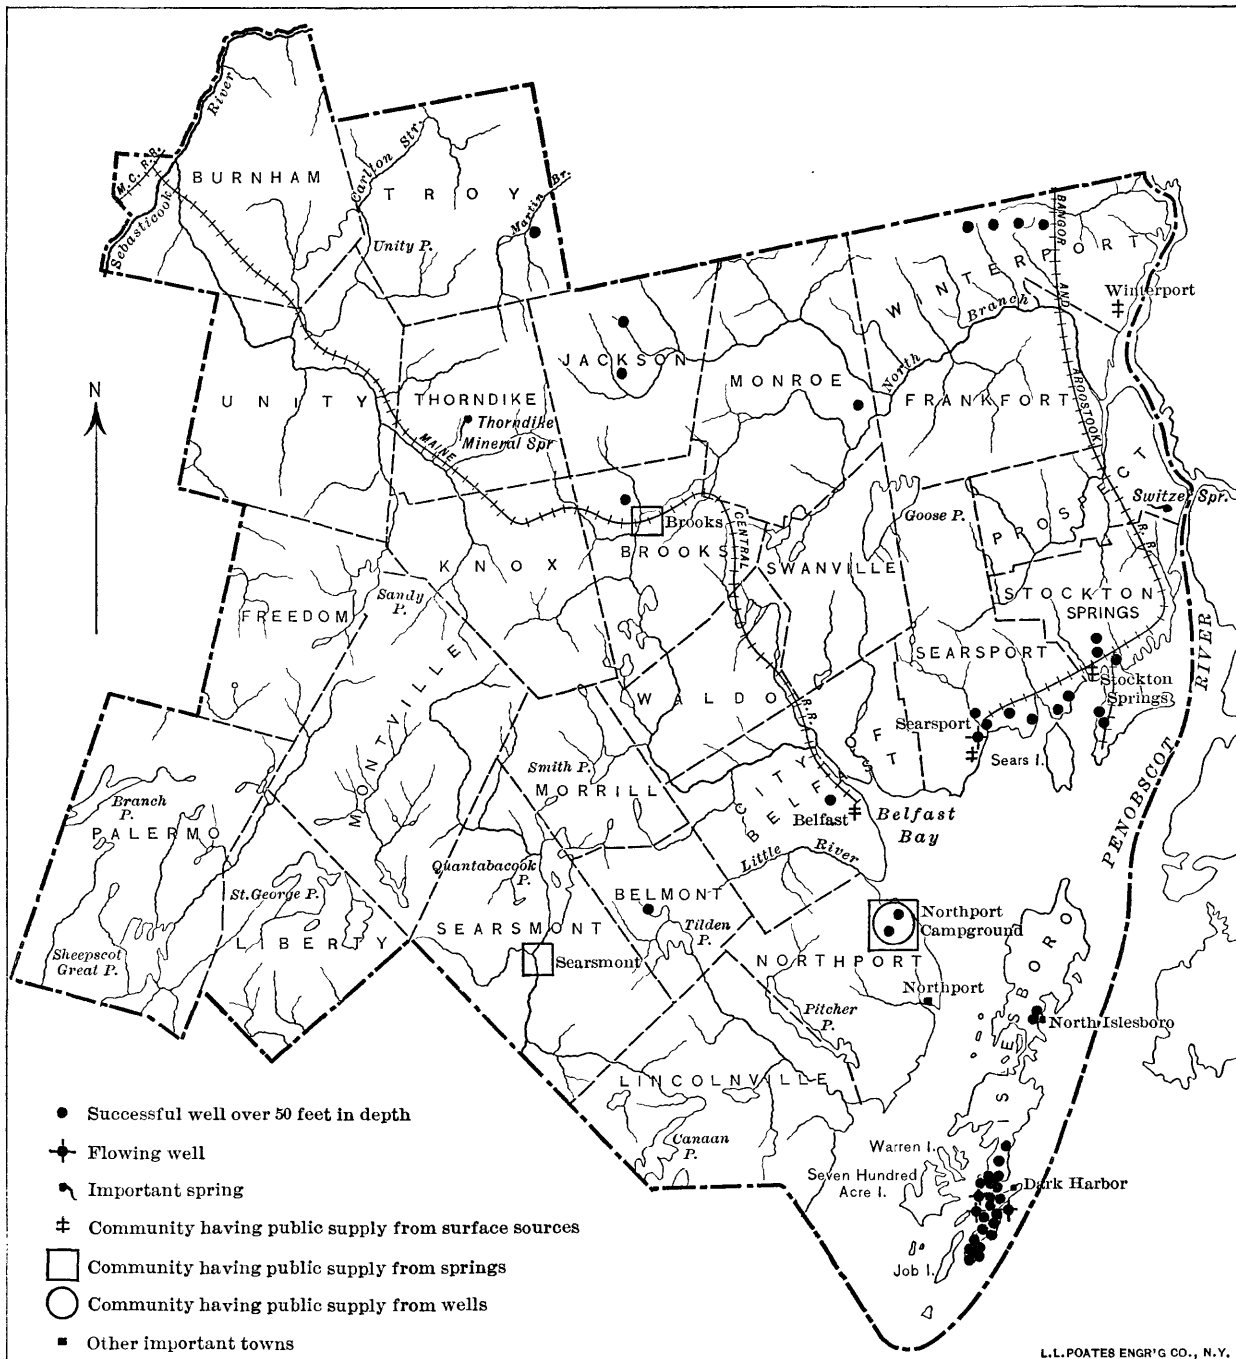 River
M.C.R.R.
BURNHAM
Sebasticook
Carlton Str.
TROY
Martin Br.
Unity P.
BANGOR
AND
AROOSTOOK
R.R.
WINTERPORT
Winterport
North Branch
JACKSON
MONROE
FRANKFORT
UNITY
THORNDIKE
Thorndike
Mineral Spr
MAINE
CENTRAL
R.R.
N
Goose P.
PROSPECT
Switze Spr.
Brooks
BROOKS
KNOX
SWANVILLE
STOCKTON
SPRINGS
Sandy
P.
FREEDOM
SEARSPORT
Stockton
Springs
RIVER
PENOBSCOT
MONTVILLE
WALDO
Searsport
Sears I.
Smith P.
MORRILL
CITY
OF
BELFAST
Belfast
Belfast
Bay
Branch
P.
PALERMO
Little River
Quantabacook
P.
St. George P.
BELMONT
Northport
Campground
Tilden
P.
SEARSMONT
LIBERTY
Sheepscot
Great P.
Searsmont
NORTHPORT
Northport
Pitcher
P.
ISLESBORO
North Islesboro
LINCOLNVILLE
Canaan
P.
Warren I.
Seven Hundred
Acre I.
Dark Harbor
Job I.
Successful well over 50 feet in depth
Flowing well
Important spring
Community having public supply from surface sources
Community having public supply from springs
Community having public supply from wells
Other important towns
L.L.POATES ENGR'G CO., N.Y.